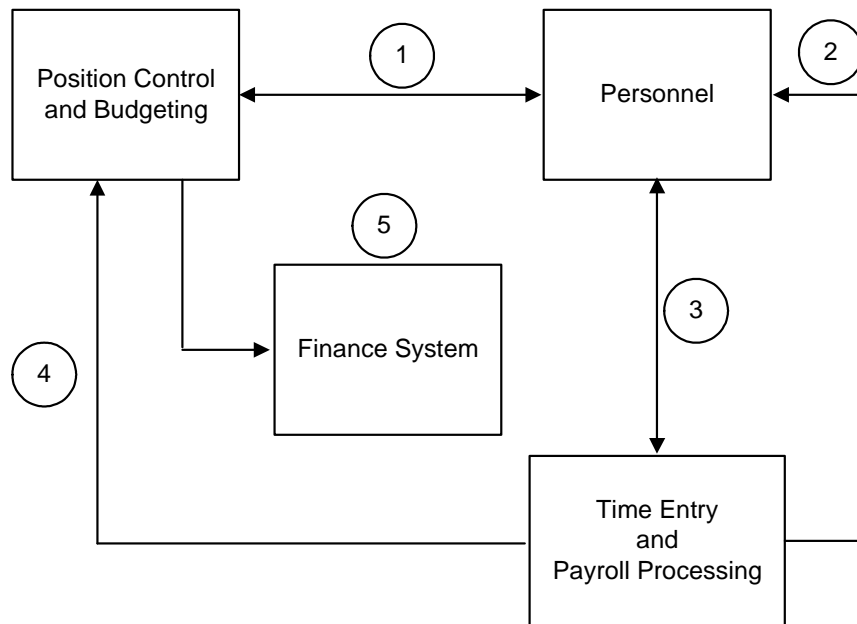 1
2
Position Control
and Budgeting
Personnel
5
3
Finance System
4
Time Entry
and
Payroll Processing